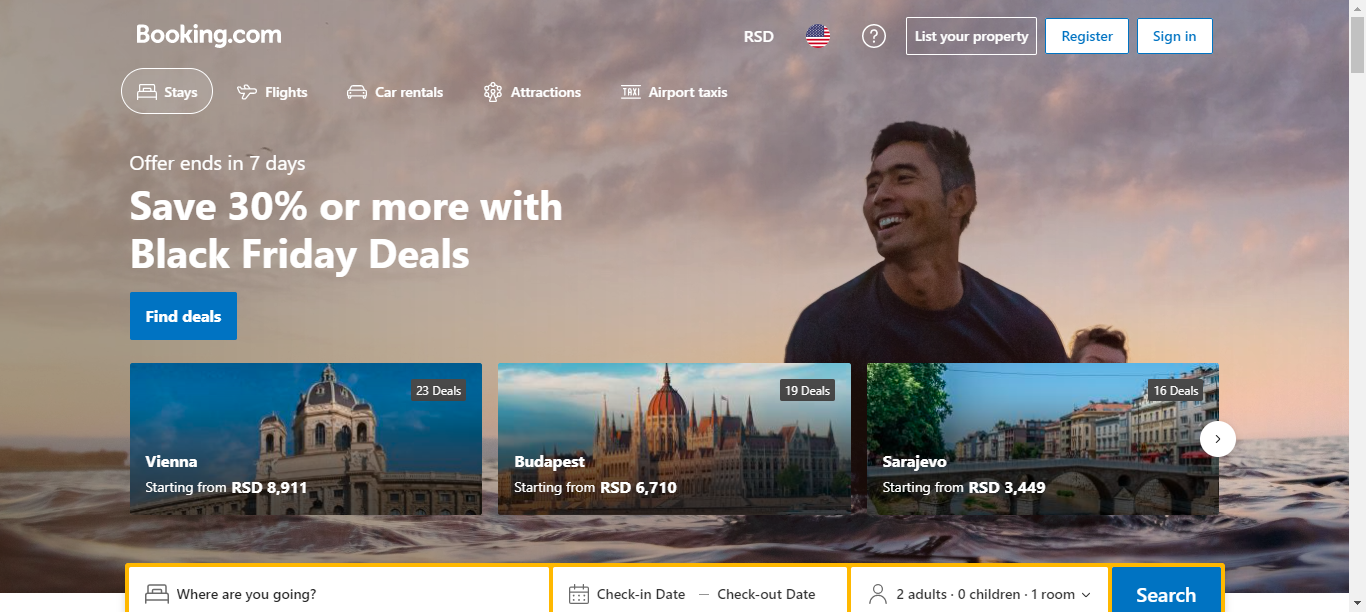 Booking.com
RSD
?
List your property
Register
Sign in
Stays
Flights
Car rentals
Attractions
TAXI Airport taxis
Offer ends in 7 days
Save 30% or more with
Black Friday Deals
Find deals
23 Deals
Vienna
Starting from RSD 8,911
19 Deals
Budapest
Starting from RSD 6,710
16 Deals
Sarajevo
Starting from RSD 3,449
Where are you going?
Check-in Date — Check-out Date
2 adults · 0 children · 1 room
Search